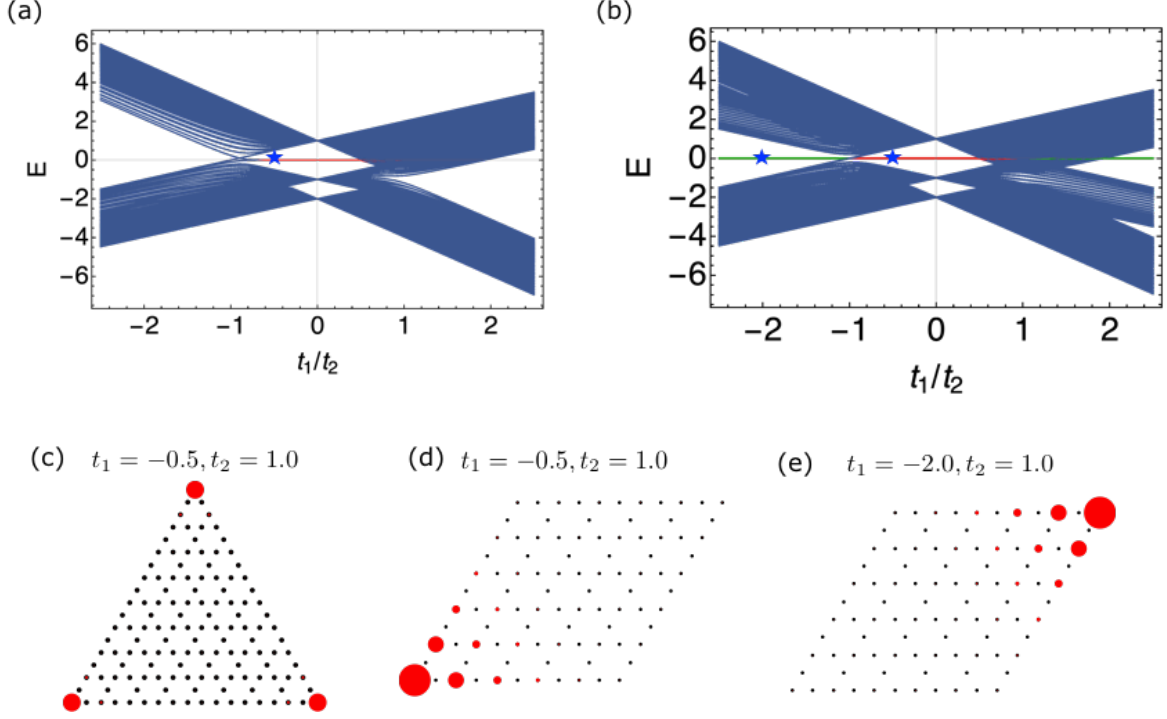 (a)
6
4
2
0
−2
−4
−6
E
−2 −1 0 1 2
t₁/t₂
(b)
6
4
2
0
−2
−4
−6
E
−2 −1 0 1 2
t₁/t₂
(c) t₁ = −0.5, t₂ = 1.0
(d) t₁ = −0.5, t₂ = 1.0
(e) t₁ = −2.0, t₂ = 1.0